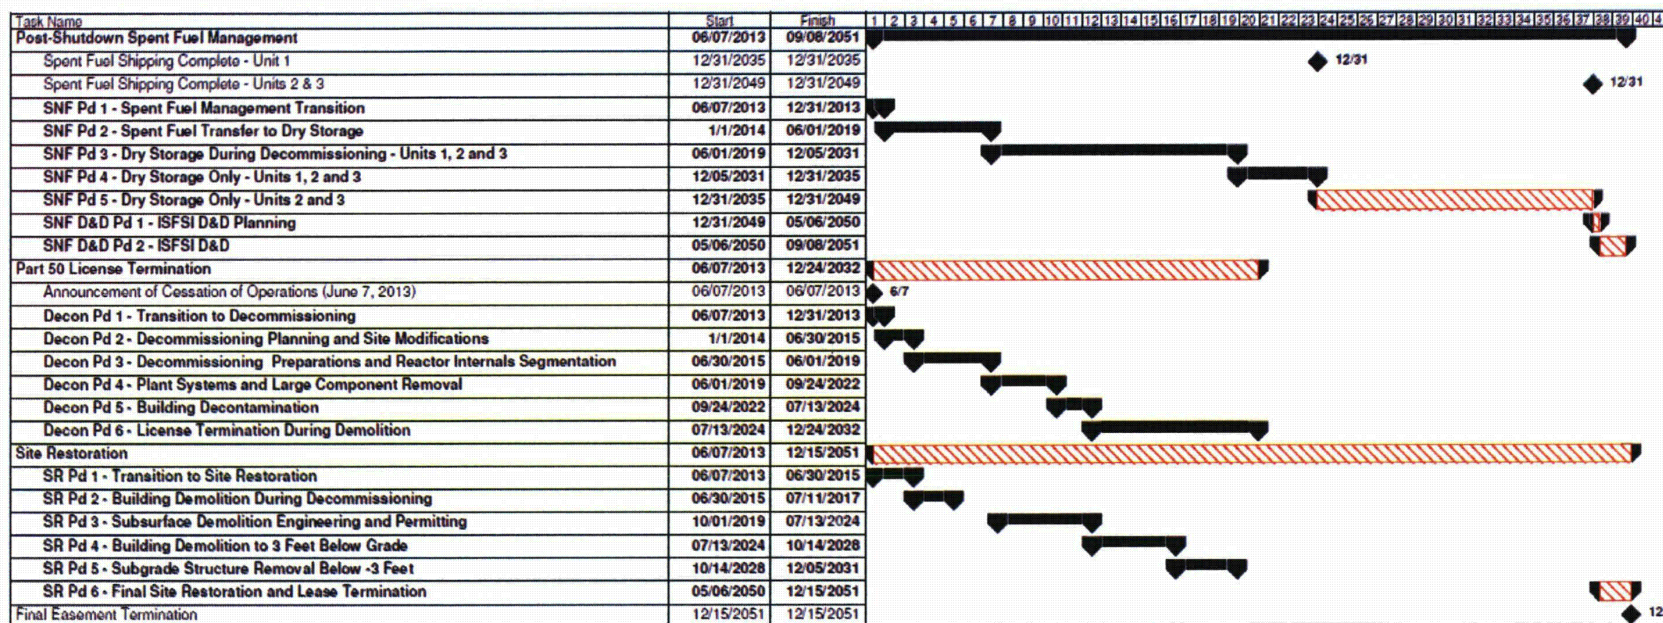 Task Name Start Finish 1 2 3 4 5 6 7 8 9 10 11 12 13 14 15 16 17 18 19 20 21 22 23 24 25 26 27 28 29 30 31 32 33 34 35 36 37 38 39 40 4
Post-Shutdown Spent Fuel Management 06/07/2013 09/08/2051
Spent Fuel Shipping Complete - Unit 1 12/31/2035 12/31/2035 12/31
Spent Fuel Shipping Complete - Units 2 & 3 12/31/2049 12/31/2049 12/31
SNF Pd 1 - Spent Fuel Management Transition 06/07/2013 12/31/2013
SNF Pd 2 - Spent Fuel Transfer to Dry Storage 1/1/2014 06/01/2019
SNF Pd 3 - Dry Storage During Decommissioning - Units 1, 2 and 3 06/01/2019 12/05/2031
SNF Pd 4 - Dry Storage Only - Units 1, 2 and 3 12/05/2031 12/31/2035
SNF Pd 5 - Dry Storage Only - Units 2 and 3 12/31/2035 12/31/2049
SNF D&D Pd 1 - ISFSI D&D Planning 12/31/2049 05/06/2050
SNF D&D Pd 2 - ISFSI D&D 05/06/2050 09/08/2051
Part 50 License Termination 06/07/2013 12/24/2032
Announcement of Cessation of Operations (June 7, 2013) 06/07/2013 06/07/2013 6/7
Decon Pd 1 - Transition to Decommissioning 06/07/2013 12/31/2013
Decon Pd 2 - Decommissioning Planning and Site Modifications 1/1/2014 06/30/2015
Decon Pd 3 - Decommissioning Preparations and Reactor Internals Segmentation 06/30/2015 06/01/2019
Decon Pd 4 - Plant Systems and Large Component Removal 06/01/2019 09/24/2022
Decon Pd 5 - Building Decontamination 09/24/2022 07/13/2024
Decon Pd 6 - License Termination During Demolition 07/13/2024 12/24/2032
Site Restoration 06/07/2013 12/15/2051
SR Pd 1 - Transition to Site Restoration 06/07/2013 06/30/2015
SR Pd 2 - Building Demolition During Decommissioning 06/30/2015 07/11/2017
SR Pd 3 - Subsurface Demolition Engineering and Permitting 10/01/2019 07/13/2024
SR Pd 4 - Building Demolition to 3 Feet Below Grade 07/13/2024 10/14/2028
SR Pd 5 - Subgrade Structure Removal Below -3 Feet 10/14/2028 12/05/2031
SR Pd 6 - Final Site Restoration and Lease Termination 05/06/2050 12/15/2051
Final Easement Termination 12/15/2051 12/15/2051 12